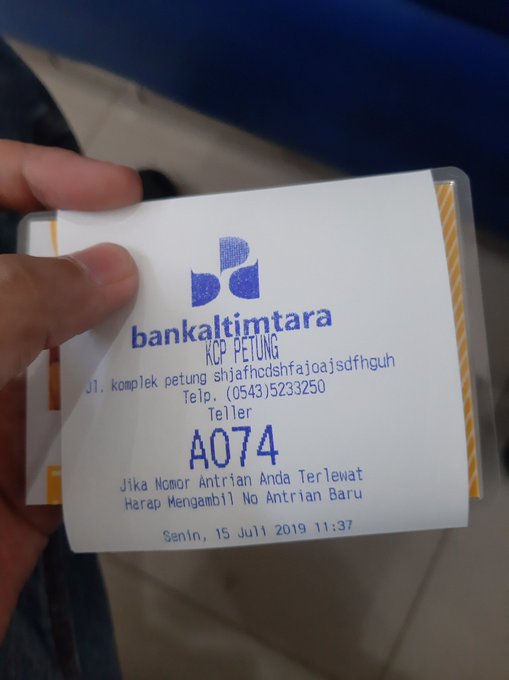 bankaltimtara
KCP PETUNG
Jl. komplek petung shjafhcdshfajoajsdfhguh
Telp. (0543)5233250
Teller
A074
Jika Nomor Antrian Anda Terlewat
Harap Mengambil No Antrian Baru
Senin, 15 Juli 2019 11:37